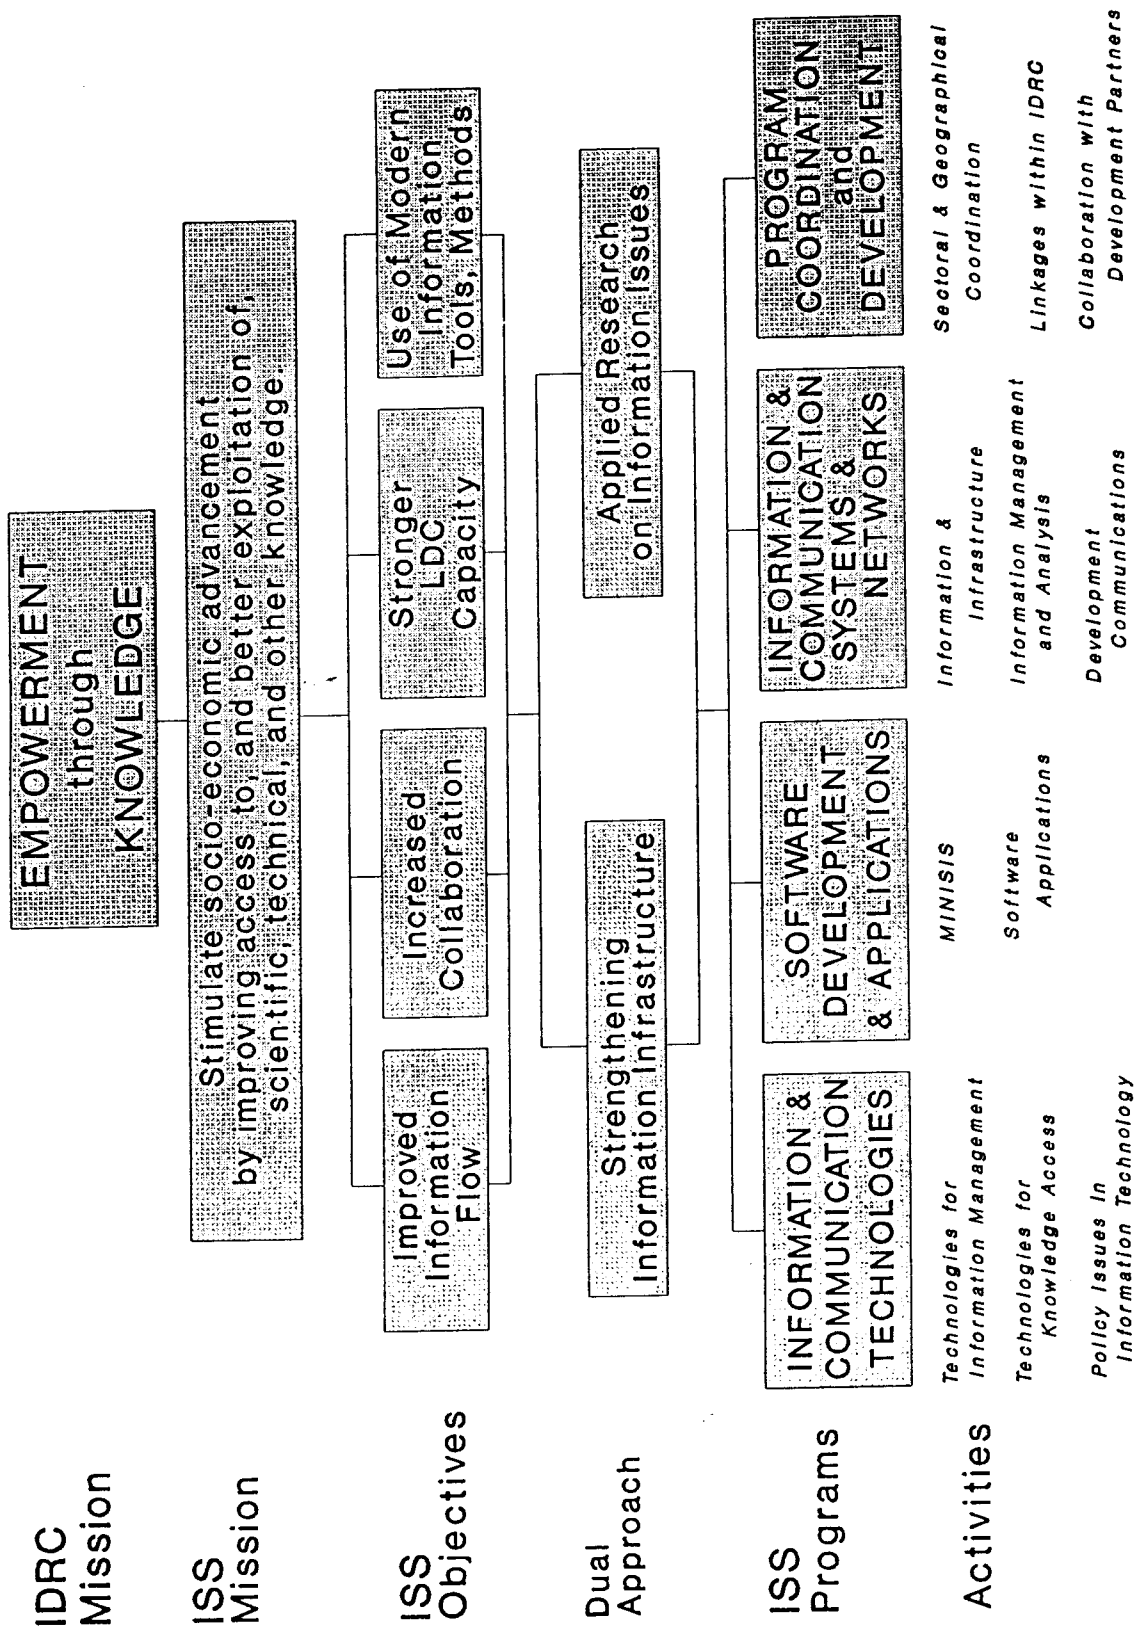 IDRC
Mission
EMPOWERMENT
through
KNOWLEDGE
ISS
Mission
Stimulate socio-economic advancement
by improving access to, and better exploitation of,
scientific, technical, and other knowledge.
ISS
Objectives
Improved
Information
Flow
Increased
Collaboration
Stronger
LDC
Capacity
Use of Modern
Information
Tools, Methods
Dual
Approach
Strengthening
Information Infrastructure
Applied Research
on Information Issues
ISS
Programs
INFORMATION &
COMMUNICATION
TECHNOLOGIES
SOFTWARE
DEVELOPMENT
& APPLICATIONS
INFORMATION &
COMMUNICATION
SYSTEMS &
NETWORKS
PROGRAM
COORDINATION
and
DEVELOPMENT
Activities
Technologies for
Information Management
Technologies for
Knowledge Access
Policy Issues in
Information Technology
MINISIS
Software
Applications
Information &
Infrastructure
Information Management
and Analysis
Development
Communications
Sectoral & Geographical
Coordination
Linkages within IDRC
Collaboration with
Development Partners